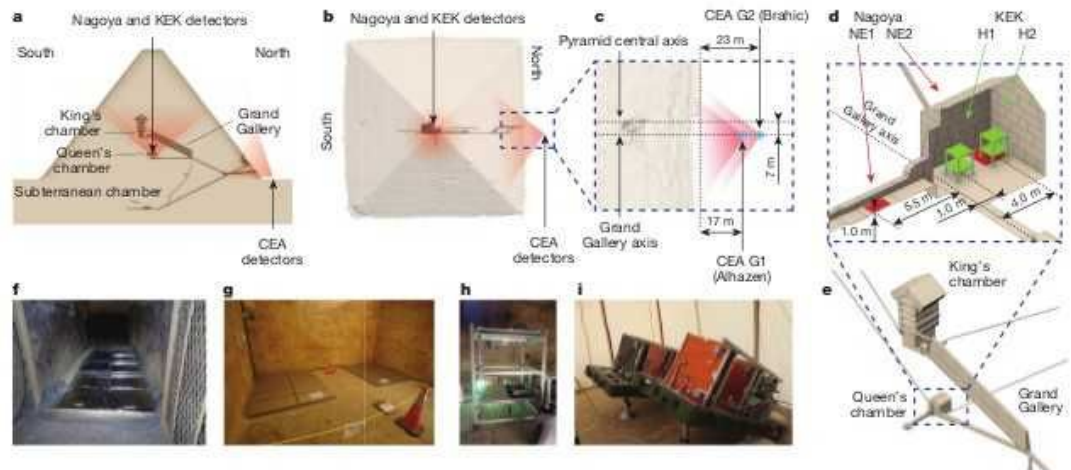 a
Nagoya and KEK detectors
South
North
King's
chamber
Grand
Gallery
Queen's
chamber
Subterranean chamber
CEA
detectors
b
Nagoya and KEK detectors
North
South
CEA
detectors
c
CEA G2 (Brahic)
23 m
Pyramid central axis
7 m
17 m
Grand
Gallery axis
CEA G1
(Alhazen)
d
Nagoya
NE1 NE2
KEK
H1 H2
Grand
Gallery axis
5.5 m
1.0 m
4.0 m
1.0 m
e
King's
chamber
Queen's
chamber
Grand
Gallery
f
g
h
i